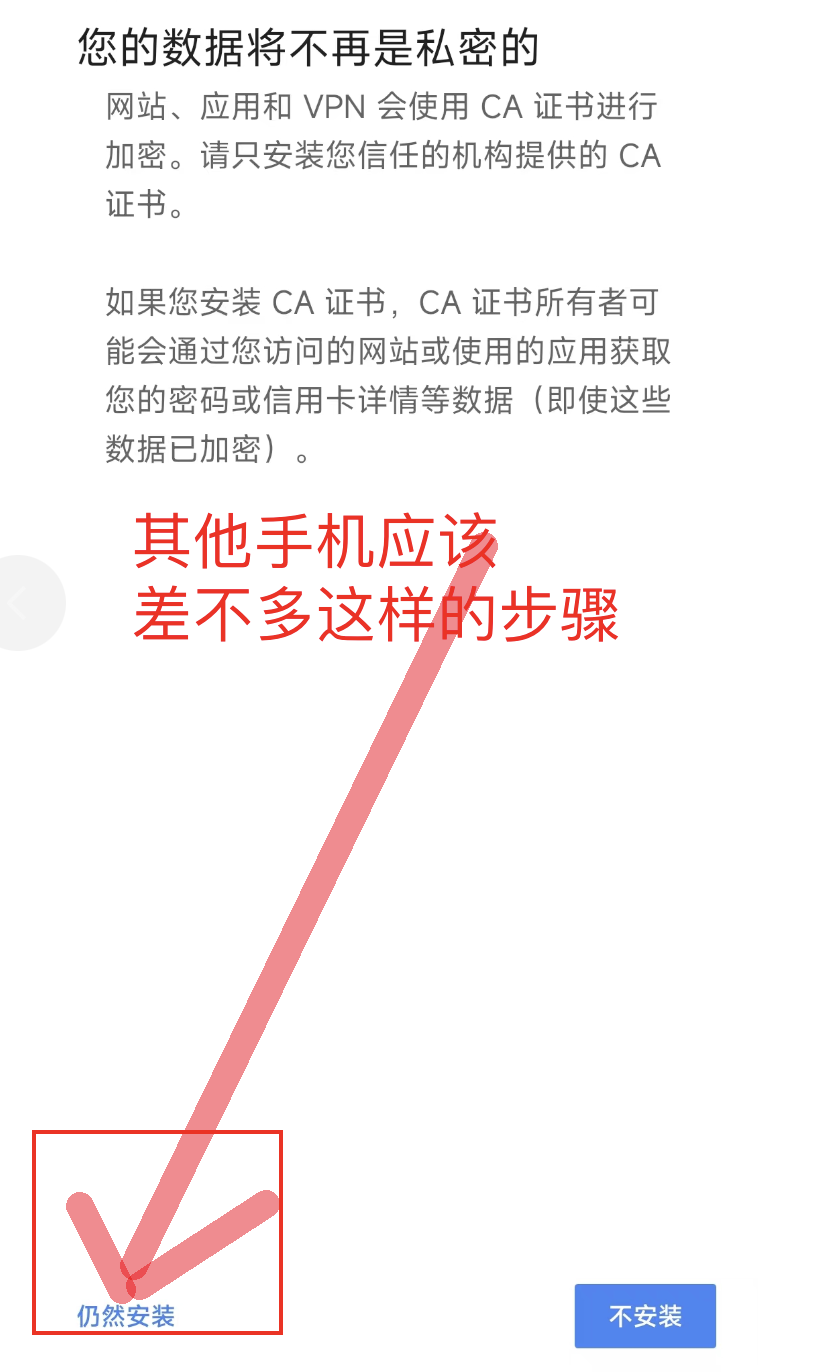 您的数据将不再是私密的
网站、应用和 VPN 会使用 CA 证书进行
加密。请只安装您信任的机构提供的 CA
证书。
如果您安装 CA 证书，CA 证书所有者可
能会通过您访问的网站或使用的应用获取
您的密码或信用卡详情等数据（即使这些
数据已加密）。
其他手机应该
差不多这样的步骤
仍然安装
不安装